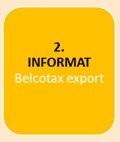 2.
INFORMAT
Belcotax export